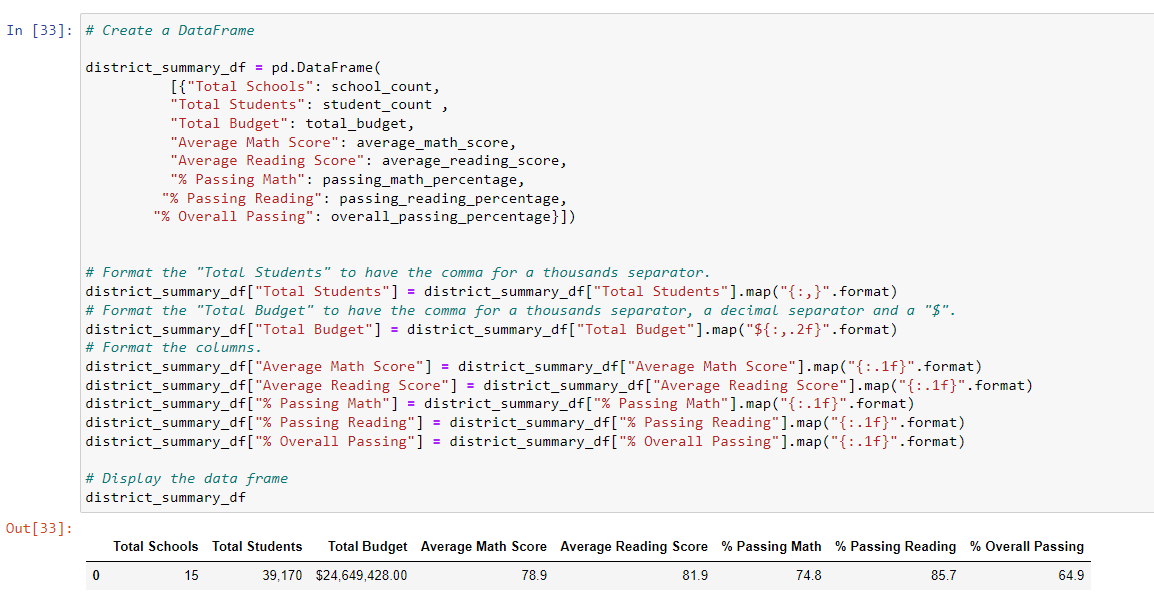 In [33]: # Create a DataFrame
district_summary_df = pd.DataFrame(
[{"Total Schools": school_count,
"Total Students": student_count ,
"Total Budget": total_budget,
"Average Math Score": average_math_score,
"Average Reading Score": average_reading_score,
"% Passing Math": passing_math_percentage,
"% Passing Reading": passing_reading_percentage,
"% Overall Passing": overall_passing_percentage}])
# Format the "Total Students" to have the comma for a thousands separator.
district_summary_df["Total Students"] = district_summary_df["Total Students"].map("{:,}".format)
# Format the "Total Budget" to have the comma for a thousands separator, a decimal separator and a "$".
district_summary_df["Total Budget"] = district_summary_df["Total Budget"].map("${:,.2f}".format)
# Format the columns.
district_summary_df["Average Math Score"] = district_summary_df["Average Math Score"].map("{:.1f}".format)
district_summary_df["Average Reading Score"] = district_summary_df["Average Reading Score"].map("{:.1f}".format)
district_summary_df["% Passing Math"] = district_summary_df["% Passing Math"].map("{:.1f}".format)
district_summary_df["% Passing Reading"] = district_summary_df["% Passing Reading"].map("{:.1f}".format)
district_summary_df["% Overall Passing"] = district_summary_df["% Overall Passing"].map("{:.1f}".format)
# Display the data frame
district_summary_df
Out[33]:
Total Schools Total Students Total Budget Average Math Score Average Reading Score % Passing Math % Passing Reading % Overall Passing
0 15 39,170 $24,649,428.00 78.9 81.9 74.8 85.7 64.9